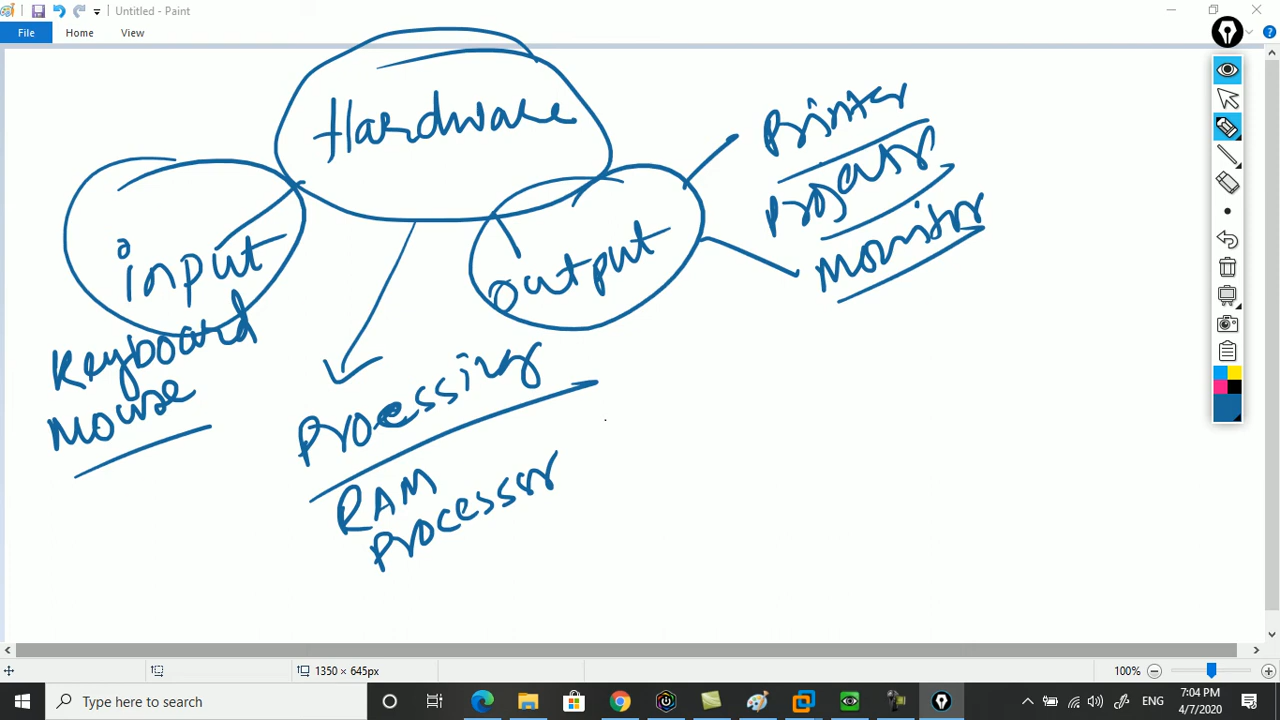 Untitled - Paint
File Home View
Hardware
input
output
Printer
Projector
Monitor
Keyboard
Mouse
Processing
RAM
Processor
1350 × 645px
100%
Type here to search
ENG
7:04 PM
4/7/2020